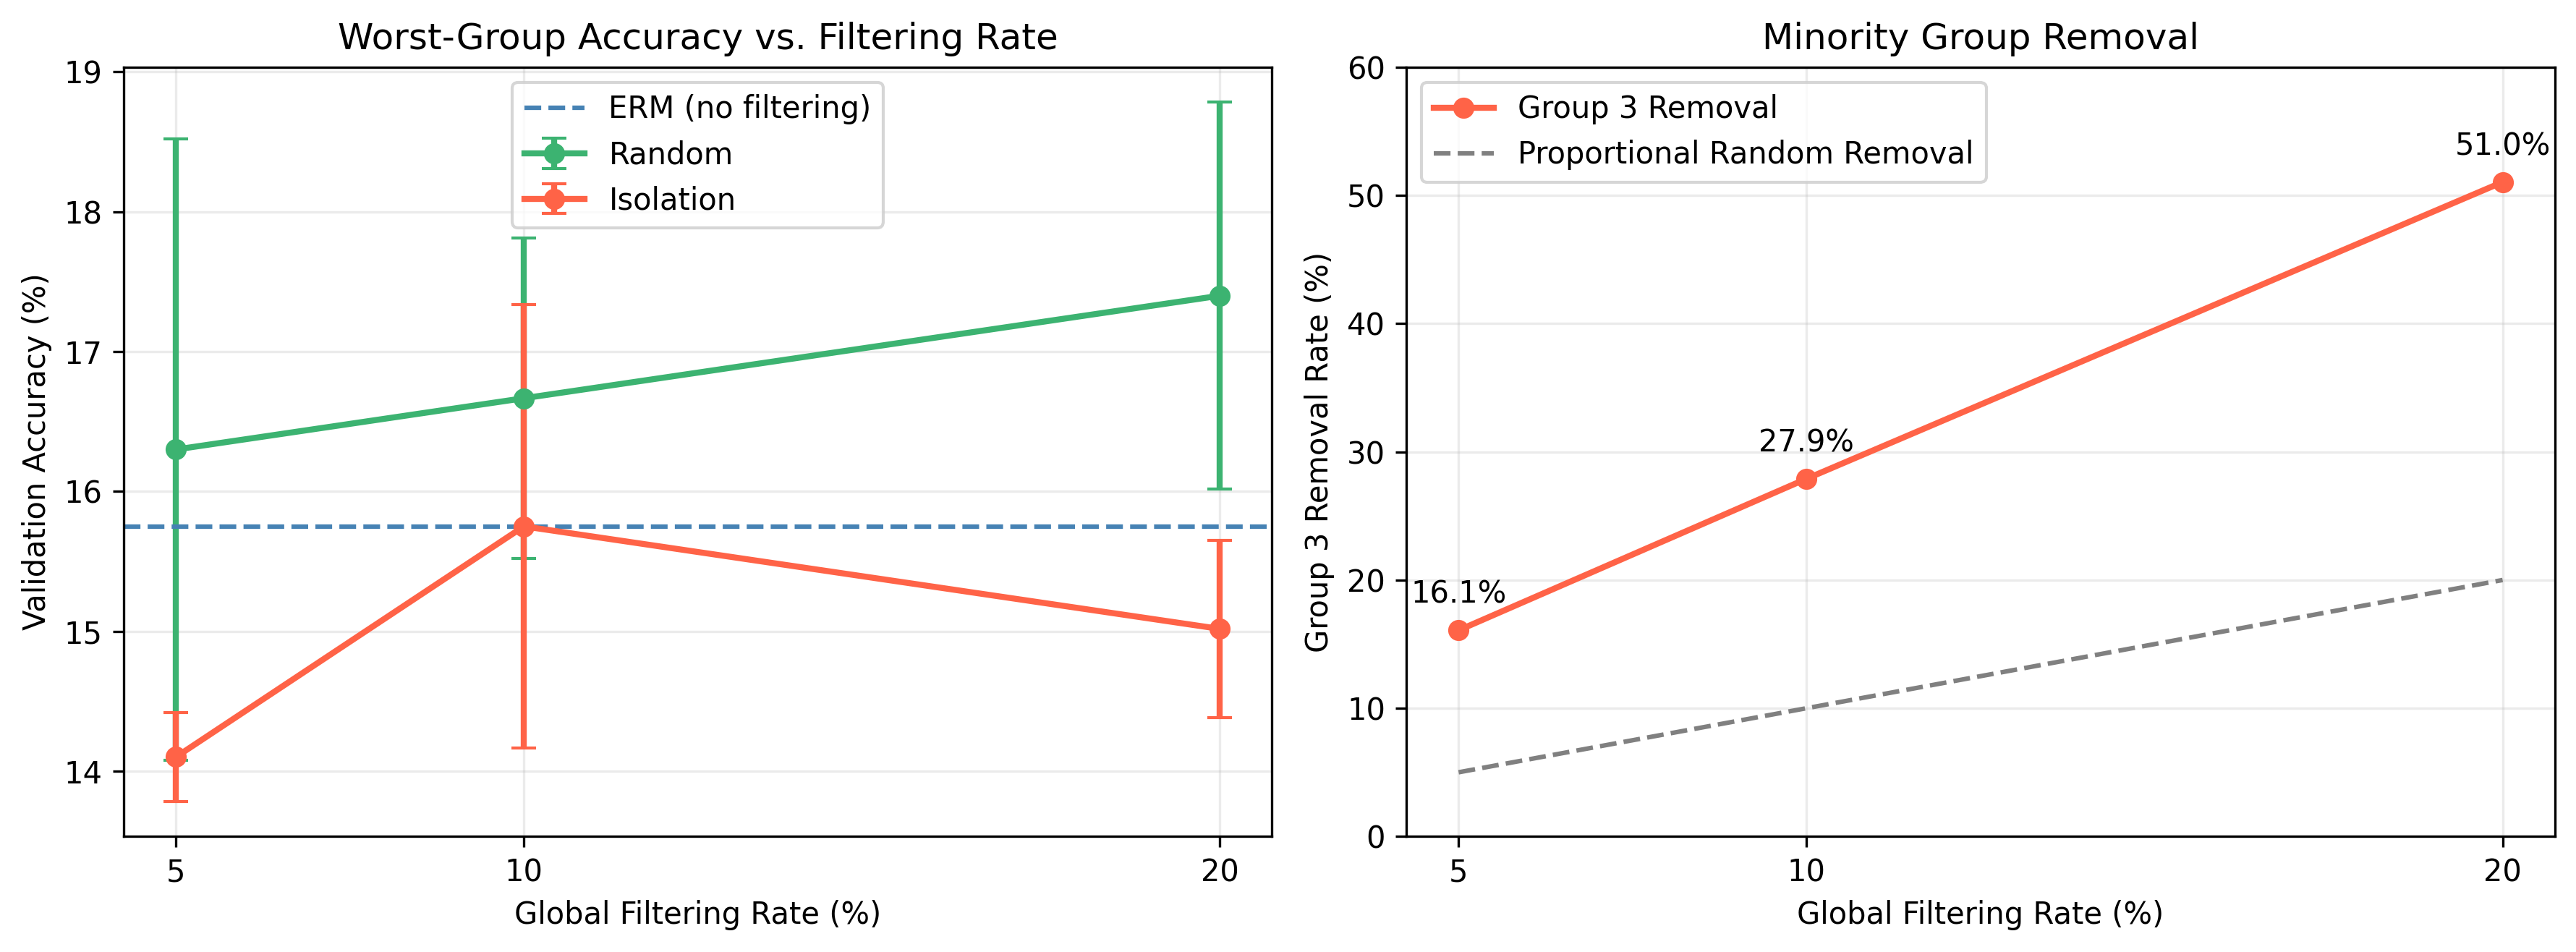 Worst-Group Accuracy vs. Filtering Rate
Validation Accuracy (%)
19
18
17
16
15
14
ERM (no filtering)
Random
Isolation
5
10
20
Global Filtering Rate (%)
Minority Group Removal
Group 3 Removal Rate (%)
60
50
40
30
20
10
0
Group 3 Removal
Proportional Random Removal
16.1%
27.9%
51.0%
5
10
20
Global Filtering Rate (%)